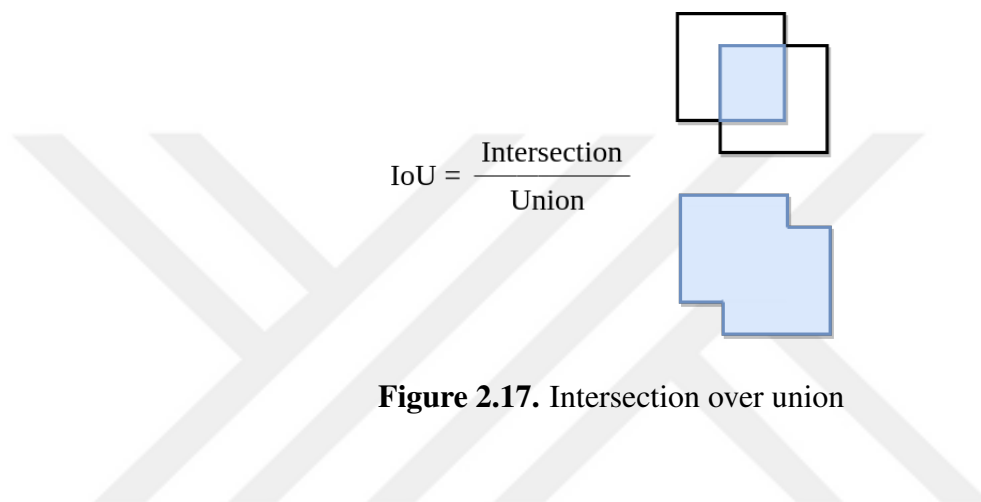 IoU = Intersection
Union
Figure 2.17. Intersection over union